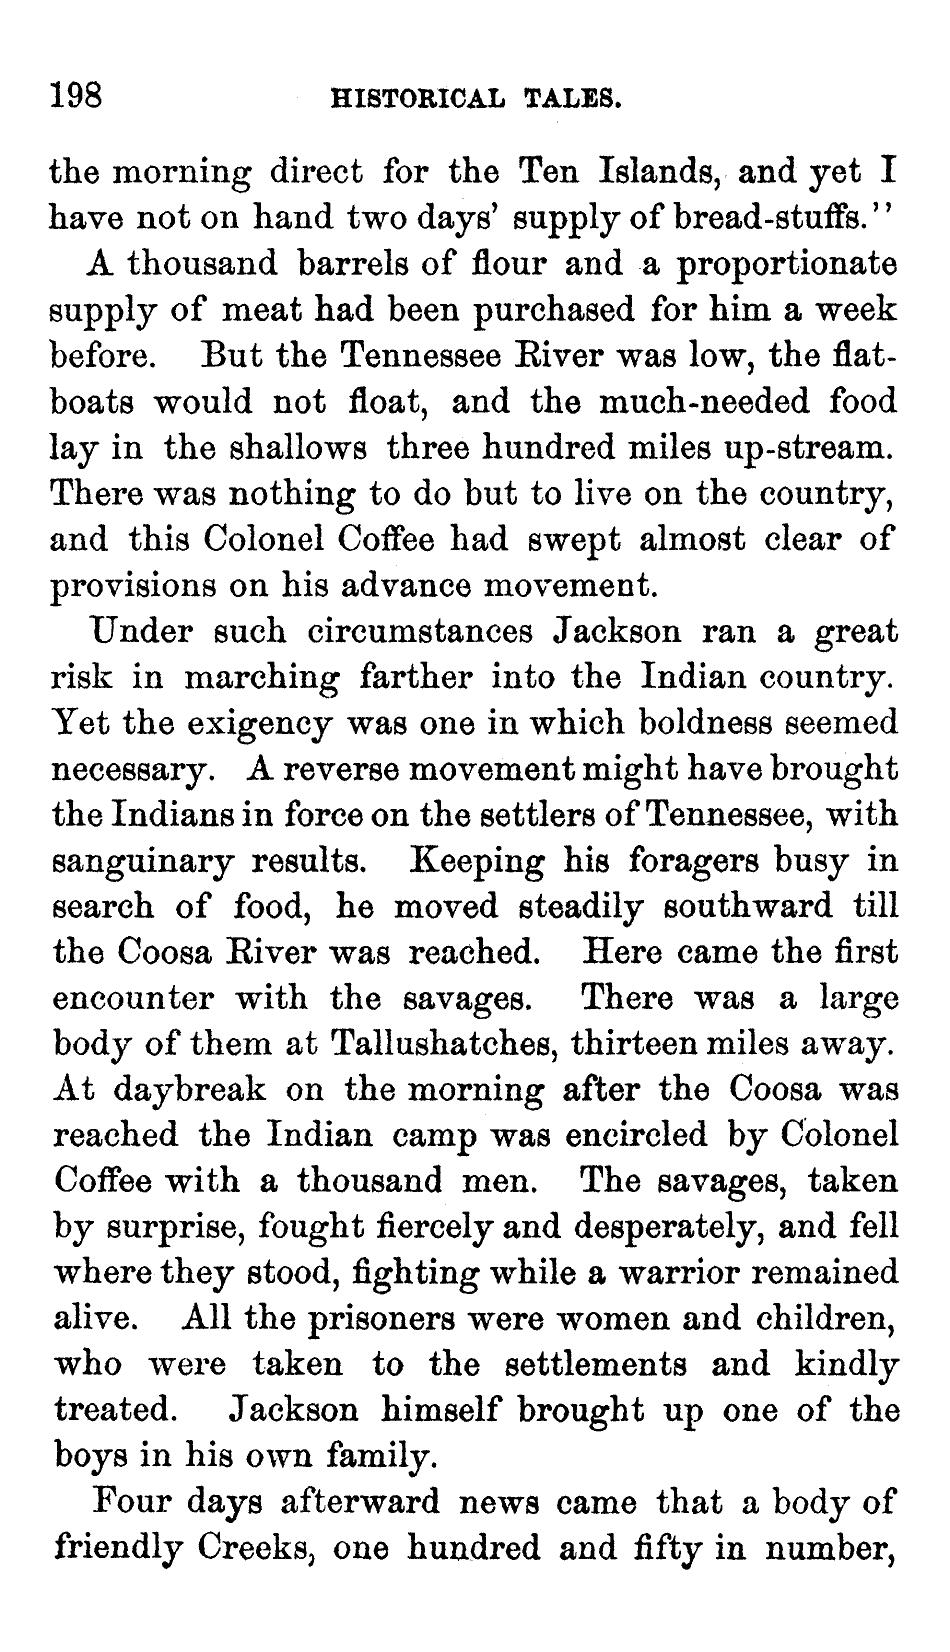 198 HISTORICAL TALES.
the morning direct for the Ten Islands, and yet I
have not on hand two days' supply of bread-stuffs.''
A thousand barrels of flour and a proportionate
supply of meat had been purchased for him a week
before. But the Tennessee River was low, the flat-
boats would not float, and the much-needed food
lay in the shallows three hundred miles up-stream.
There was nothing to do but to live on the country,
and this Colonel Coffee had swept almost clear of
provisions on his advance movement.
Under such circumstances Jackson ran a great
risk in marching farther into the Indian country.
Yet the exigency was one in which boldness seemed
necessary. A reverse movement might have brought
the Indians in force on the settlers of Tennessee, with
sanguinary results. Keeping his foragers busy in
search of food, he moved steadily southward till
the Coosa River was reached. Here came the first
encounter with the savages. There was a large
body of them at Tallushatches, thirteen miles away.
At daybreak on the morning after the Coosa was
reached the Indian camp was encircled by Colonel
Coffee with a thousand men. The savages, taken
by surprise, fought fiercely and desperately, and fell
where they stood, fighting while a warrior remained
alive. All the prisoners were women and children,
who were taken to the settlements and kindly
treated. Jackson himself brought up one of the
boys in his own family.
Four days afterward news came that a body of
friendly Creeks, one hundred and fifty in number,